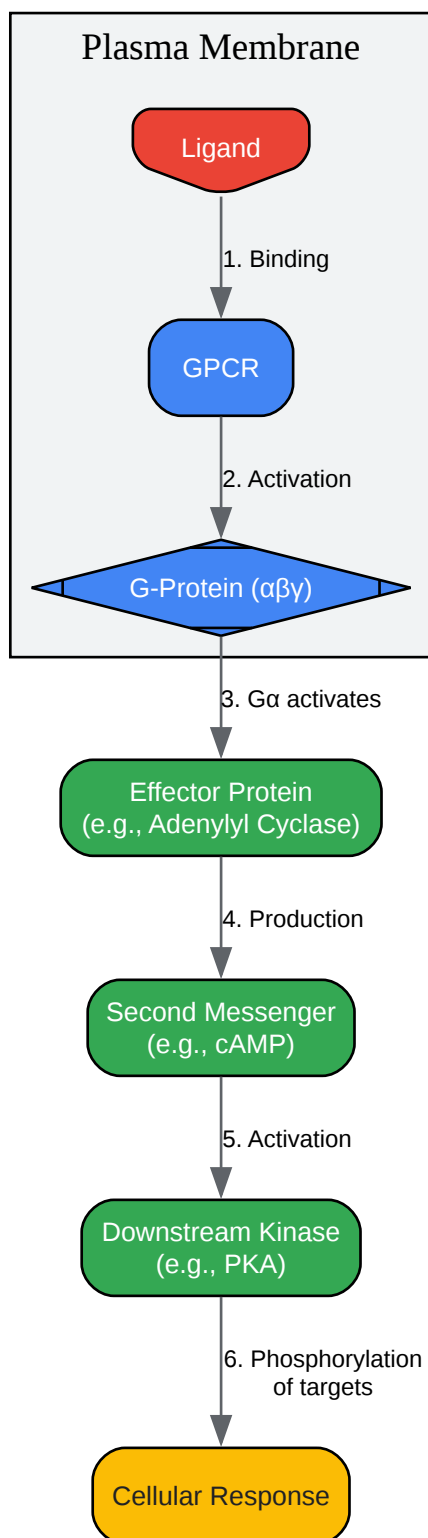 Plasma Membrane
Ligand
1. Binding
GPCR
2. Activation
G-Protein (αβγ)
3. Gα activates
Effector Protein
(e.g., Adenylyl Cyclase)
4. Production
Second Messenger
(e.g., cAMP)
5. Activation
Downstream Kinase
(e.g., PKA)
6. Phosphorylation
of targets
Cellular Response